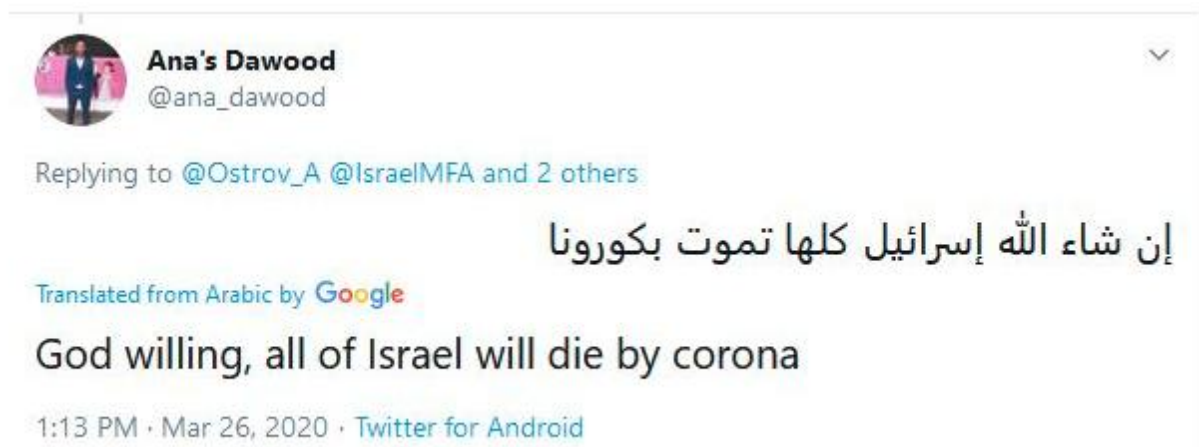 Ana's Dawood
@ana_dawood
Replying to @Ostrov_A @IsraelMFA and 2 others
إن شاء الله إسرائيل كلها تموت بكورونا
Translated from Arabic by Google
God willing, all of Israel will die by corona
1:13 PM · Mar 26, 2020 · Twitter for Android